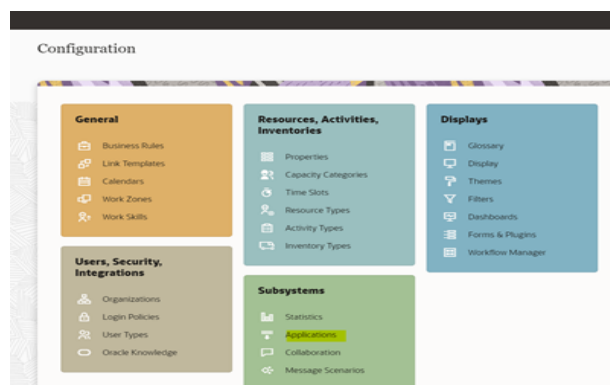 Configuration
General
Business Rules
Link Templates
Calendars
Work Zones
Work Skills
Resources, Activities,
Inventories
Properties
Capacity Categories
Time Slots
Resource Types
Activity Types
Inventory Types
Displays
Glossary
Display
Themes
Filters
Dashboards
Forms & Plugins
Workflow Manager
Users, Security,
Integrations
Organizations
Login Policies
User Types
Oracle Knowledge
Subsystems
Statistics
Applications
Collaboration
Message Scenarios